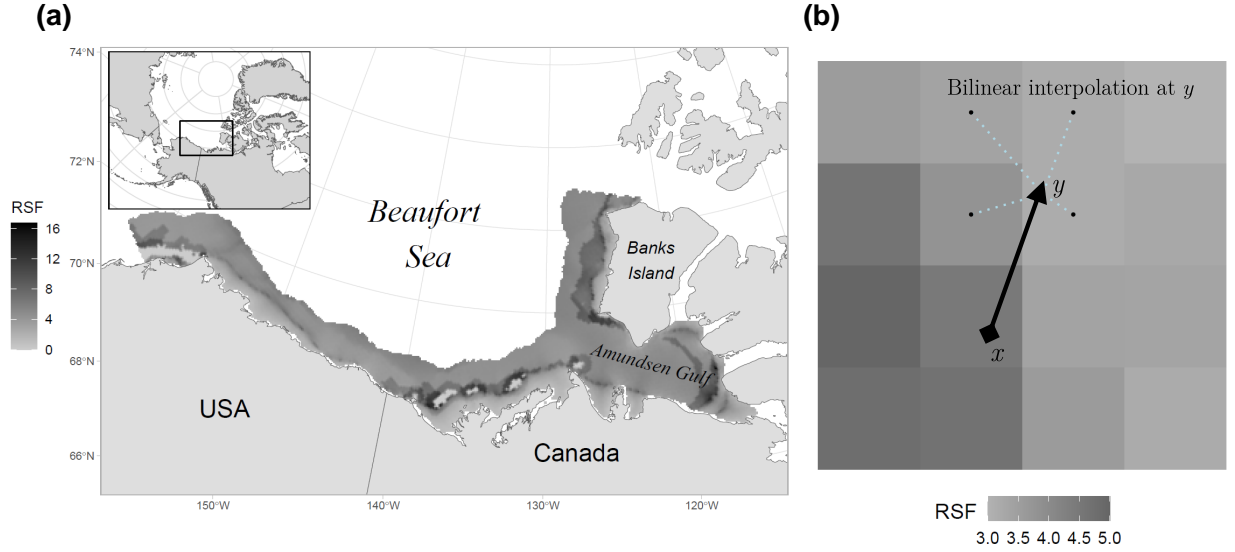 (a)
74°N
72°N
70°N
68°N
66°N
RSF
16
12
8
4
0
Beaufort
Sea
Banks
Island
Amundsen Gulf
USA
Canada
150°W
140°W
130°W
120°W
(b)
Bilinear interpolation at y
y
x
RSF
3.0 3.5 4.0 4.5 5.0